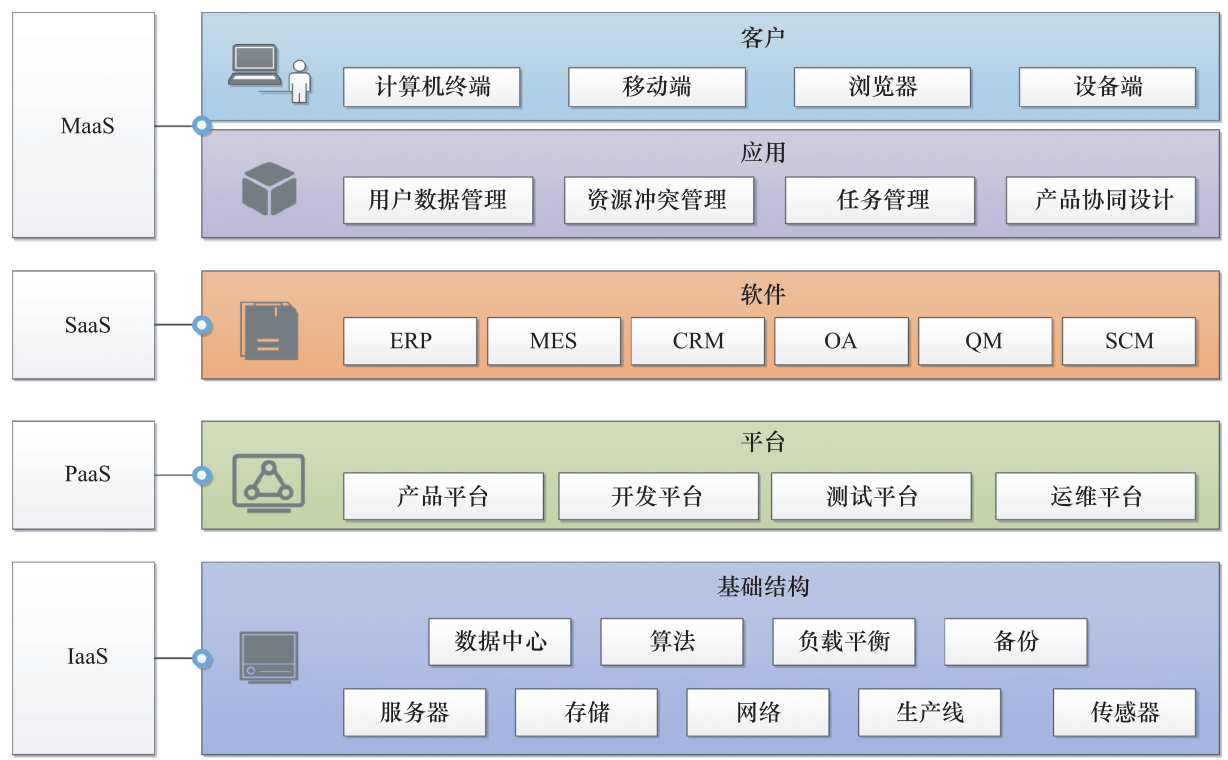 MaaS
客户
计算机终端 移动端 浏览器 设备端
应用
用户数据管理 资源冲突管理 任务管理 产品协同设计
SaaS
软件
ERP MES CRM OA QM SCM
PaaS
平台
产品平台 开发平台 测试平台 运维平台
IaaS
基础结构
数据中心 算法 负载平衡 备份
服务器 存储 网络 生产线 传感器